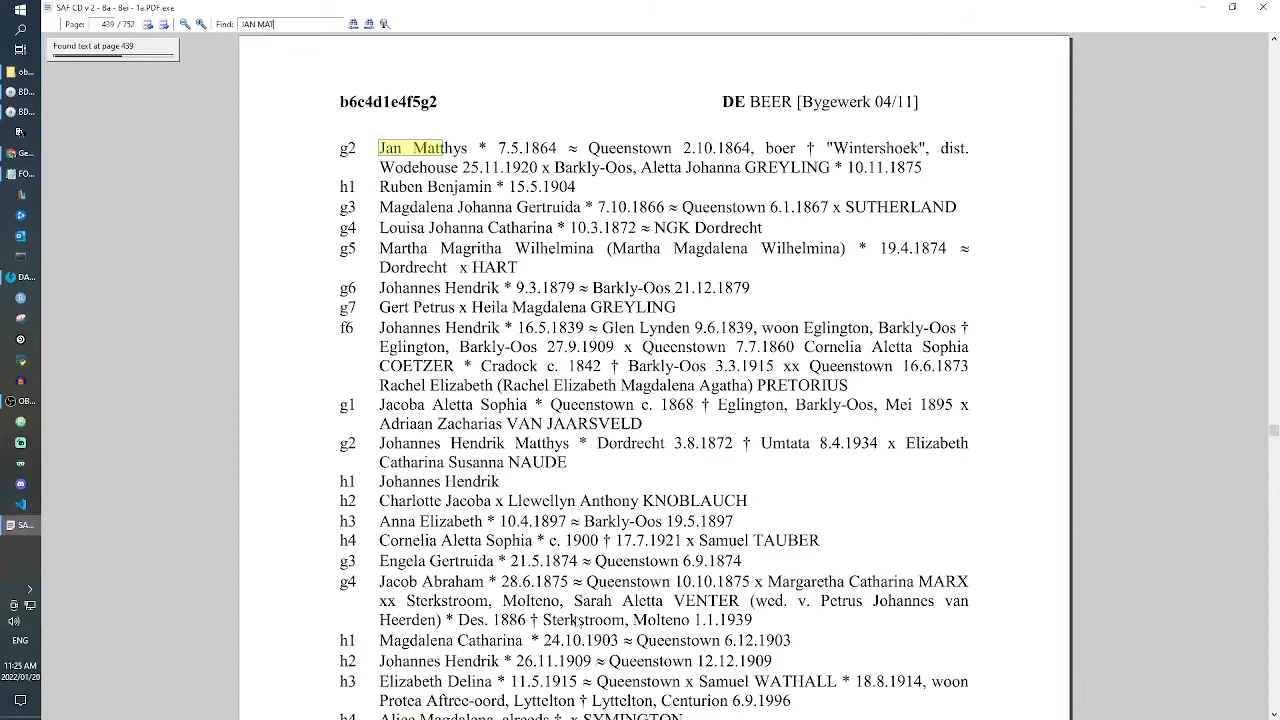 SAF CD v 2 - Ba - Bei - 1a.PDF.exe
Page: 439 / 752 Find: JAN MAT
Found text at page 439
b6c4d1e4f5g2 DE BEER [Bygewerk 04/11]
g2 Jan Matthys * 7.5.1864 ≈ Queenstown 2.10.1864, boer † "Wintershoek", dist.
Wodehouse 25.11.1920 x Barkly-Oos, Aletta Johanna GREYLING * 10.11.1875
h1 Ruben Benjamin * 15.5.1904
g3 Magdalena Johanna Gertruida * 7.10.1866 ≈ Queenstown 6.1.1867 x SUTHERLAND
g4 Louisa Johanna Catharina * 10.3.1872 ≈ NGK Dordrecht
g5 Martha Magritha Wilhelmina (Martha Magdalena Wilhelmina) * 19.4.1874 ≈
Dordrecht x HART
g6 Johannes Hendrik * 9.3.1879 ≈ Barkly-Oos 21.12.1879
g7 Gert Petrus x Heila Magdalena GREYLING
f6 Johannes Hendrik * 16.5.1839 ≈ Glen Lynden 9.6.1839, woon Eglington, Barkly-Oos †
Eglington, Barkly-Oos 27.9.1909 x Queenstown 7.7.1860 Cornelia Aletta Sophia
COETZER * Cradock c. 1842 † Barkly-Oos 3.3.1915 xx Queenstown 16.6.1873
Rachel Elizabeth (Rachel Elizabeth Magdalena Agatha) PRETORIUS
g1 Jacoba Aletta Sophia * Queenstown c. 1868 † Eglington, Barkly-Oos, Mei 1895 x
Adriaan Zacharias VAN JAARSVELD
g2 Johannes Hendrik Matthys * Dordrecht 3.8.1872 † Umtata 8.4.1934 x Elizabeth
Catharina Susanna NAUDE
h1 Johannes Hendrik
h2 Charlotte Jacoba x Llewellyn Anthony KNOBLAUCH
h3 Anna Elizabeth * 10.4.1897 ≈ Barkly-Oos 19.5.1897
h4 Cornelia Aletta Sophia * c. 1900 † 17.7.1921 x Samuel TAUBER
g3 Engela Gertruida * 21.5.1874 ≈ Queenstown 6.9.1874
g4 Jacob Abraham * 28.6.1875 ≈ Queenstown 10.10.1875 x Margaretha Catharina MARX
xx Sterkstroom, Molteno, Sarah Aletta VENTER (wed. v. Petrus Johannes van
Heerden) * Des. 1886 † Sterkstroom, Molteno 1.1.1939
h1 Magdalena Catharina * 24.10.1903 ≈ Queenstown 6.12.1903
h2 Johannes Hendrik * 26.11.1909 ≈ Queenstown 12.12.1909
h3 Elizabeth Delina * 11.5.1915 ≈ Queenstown x Samuel WATHALL * 18.8.1914, woon
Protea Aftree-oord, Lyttelton † Lyttelton, Centurion 6.9.1996
h4 Alice Magdalena, alreeds † x SYMINGTON
ob...
BD...
BD...
FO...
DA...
OB...
SA...
ENG
11:25 AM
2022/01/20